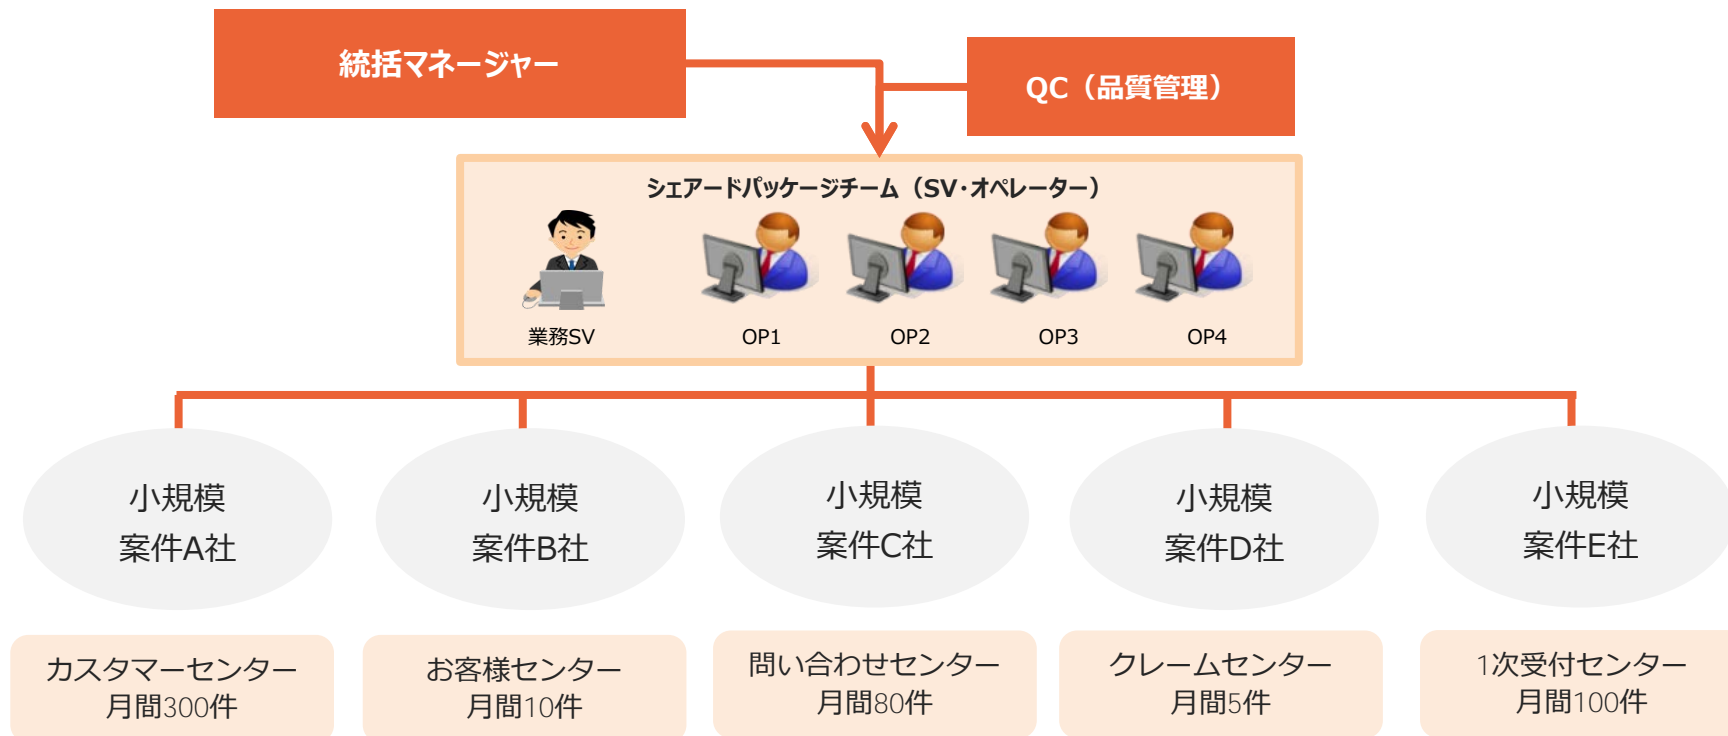 統括マネージャー
QC（品質管理）
シェアードパッケージチーム（SV・オペレーター）
業務SV
OP1
OP2
OP3
OP4
小規模
案件A社
小規模
案件B社
小規模
案件C社
小規模
案件D社
小規模
案件E社
カスタマーセンター
月間300件
お客様センター
月間10件
問い合わせセンター
月間80件
クレームセンター
月間5件
1次受付センター
月間100件